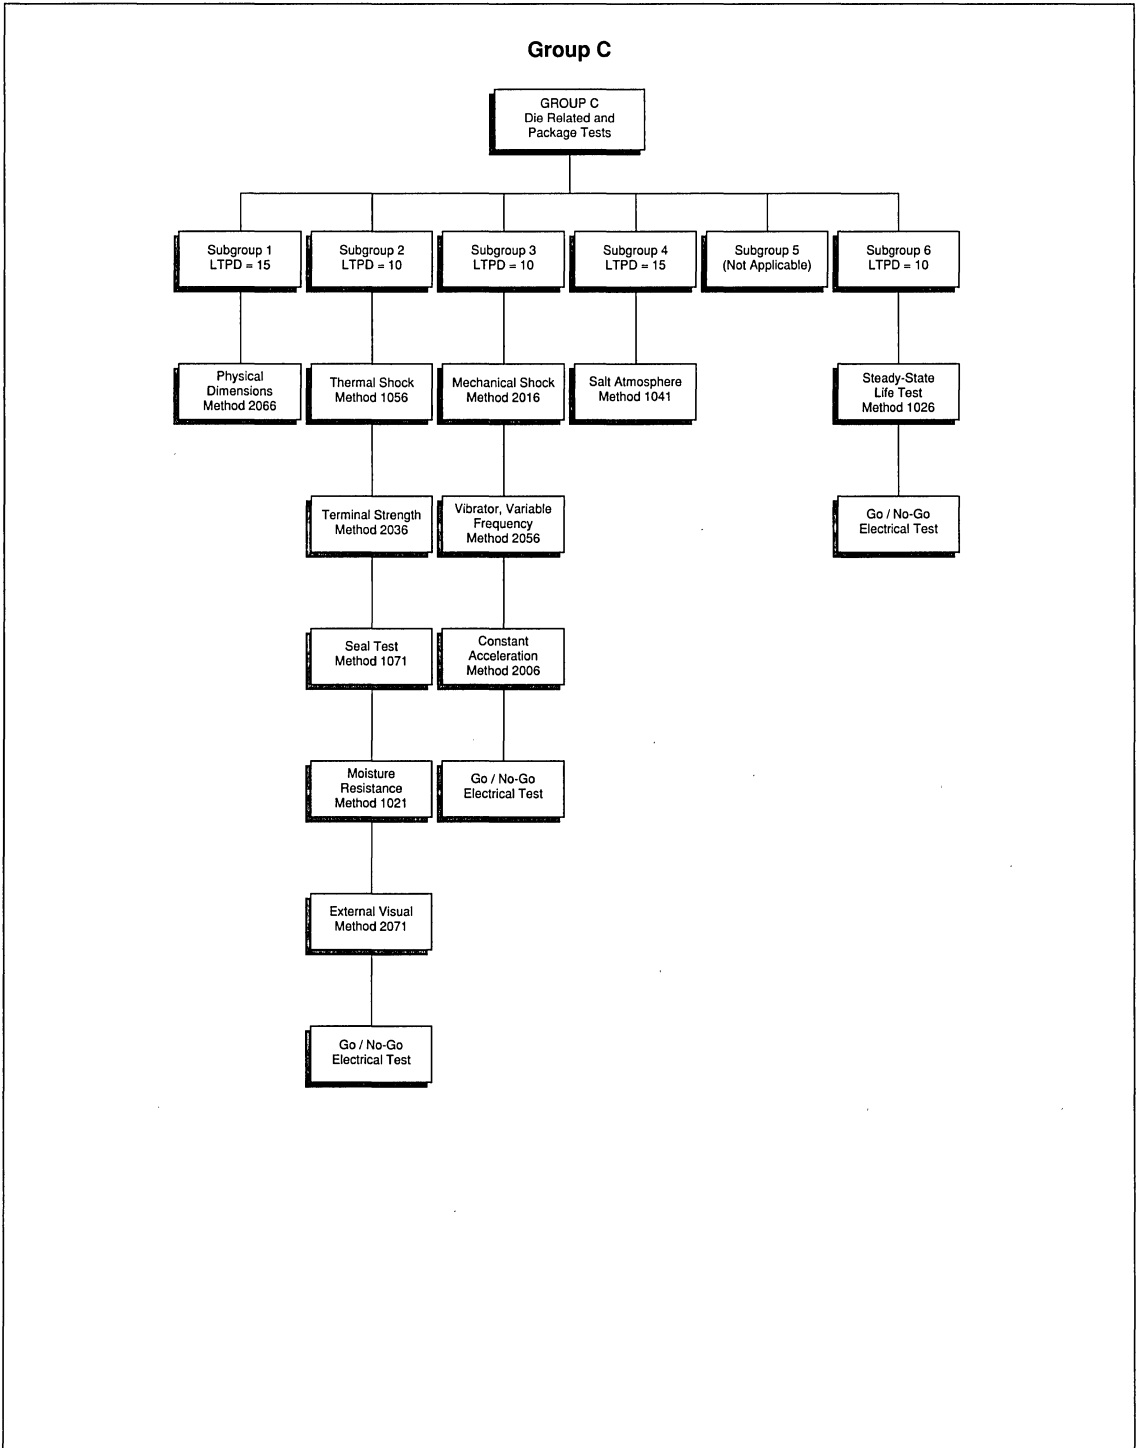 Group C
GROUP C
Die Related and
Package Tests
Subgroup 1
LTPD = 15
Subgroup 2
LTPD = 10
Subgroup 3
LTPD = 10
Subgroup 4
LTPD = 15
Subgroup 5
(Not Applicable)
Subgroup 6
LTPD = 10
Physical
Dimensions
Method 2066
Thermal Shock
Method 1056
Mechanical Shock
Method 2016
Salt Atmosphere
Method 1041
Steady-State
Life Test
Method 1026
Terminal Strength
Method 2036
Vibrator, Variable
Frequency
Method 2056
Go / No-Go
Electrical Test
Seal Test
Method 1071
Constant
Acceleration
Method 2006
Moisture
Resistance
Method 1021
Go / No-Go
Electrical Test
External Visual
Method 2071
Go / No-Go
Electrical Test